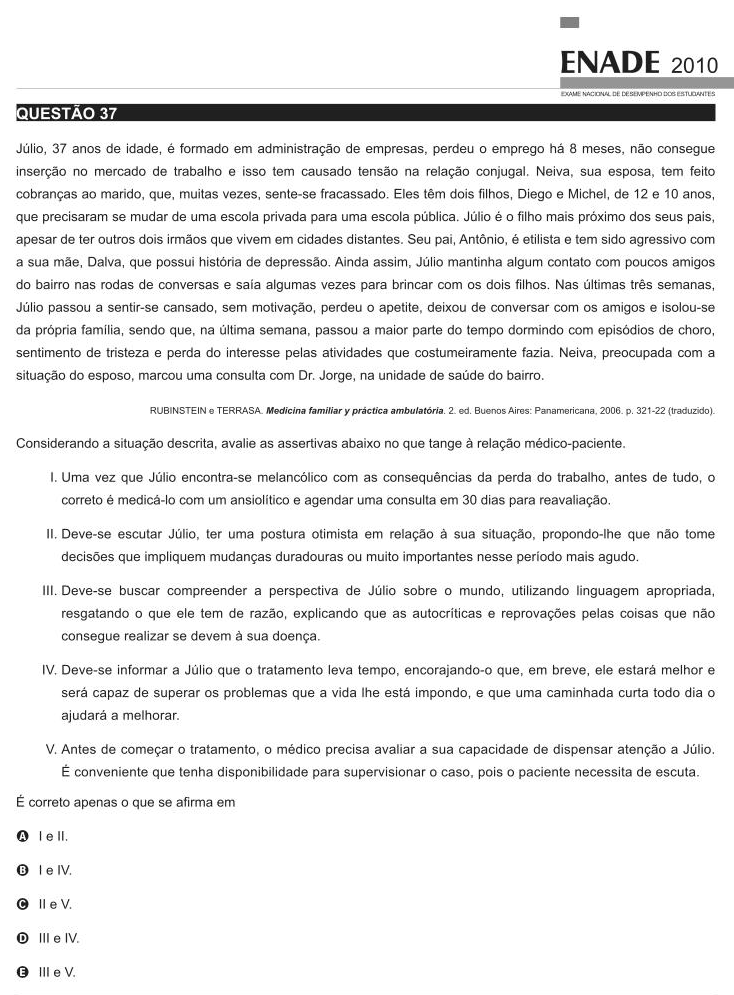 ENADE 2010
EXAME NACIONAL DE DESEMPENHO DOS ESTUDANTES
QUESTÃO 37
Júlio, 37 anos de idade, é formado em administração de empresas, perdeu o emprego há 8 meses, não consegue
inserção no mercado de trabalho e isso tem causado tensão na relação conjugal. Neiva, sua esposa, tem feito
cobranças ao marido, que, muitas vezes, sente-se fracassado. Eles têm dois filhos, Diego e Michel, de 12 e 10 anos,
que precisaram se mudar de uma escola privada para uma escola pública. Júlio é o filho mais próximo dos seus pais,
apesar de ter outros dois irmãos que vivem em cidades distantes. Seu pai, Antônio, é etilista e tem sido agressivo com
a sua mãe, Dalva, que possui história de depressão. Ainda assim, Júlio mantinha algum contato com poucos amigos
do bairro nas rodas de conversas e saía algumas vezes para brincar com os dois filhos. Nas últimas três semanas,
Júlio passou a sentir-se cansado, sem motivação, perdeu o apetite, deixou de conversar com os amigos e isolou-se
da própria família, sendo que, na última semana, passou a maior parte do tempo dormindo com episódios de choro,
sentimento de tristeza e perda do interesse pelas atividades que costumeiramente fazia. Neiva, preocupada com a
situação do esposo, marcou uma consulta com Dr. Jorge, na unidade de saúde do bairro.
RUBINSTEIN e TERRASA. Medicina familiar y práctica ambulatória. 2. ed. Buenos Aires: Panamericana, 2006. p. 321-22 (traduzido).
Considerando a situação descrita, avalie as assertivas abaixo no que tange à relação médico-paciente.
I. Uma vez que Júlio encontra-se melancólico com as consequências da perda do trabalho, antes de tudo, o
correto é medicá-lo com um ansiolítico e agendar uma consulta em 30 dias para reavaliação.
II. Deve-se escutar Júlio, ter uma postura otimista em relação à sua situação, propondo-lhe que não tome
decisões que impliquem mudanças duradouras ou muito importantes nesse período mais agudo.
III. Deve-se buscar compreender a perspectiva de Júlio sobre o mundo, utilizando linguagem apropriada,
resgatando o que ele tem de razão, explicando que as autocríticas e reprovações pelas coisas que não
consegue realizar se devem à sua doença.
IV. Deve-se informar a Júlio que o tratamento leva tempo, encorajando-o que, em breve, ele estará melhor e
será capaz de superar os problemas que a vida lhe está impondo, e que uma caminhada curta todo dia o
ajudará a melhorar.
V. Antes de começar o tratamento, o médico precisa avaliar a sua capacidade de dispensar atenção a Júlio.
É conveniente que tenha disponibilidade para supervisionar o caso, pois o paciente necessita de escuta.
É correto apenas o que se afirma em
A I e II.
B I e IV.
C II e V.
D III e IV.
E III e V.